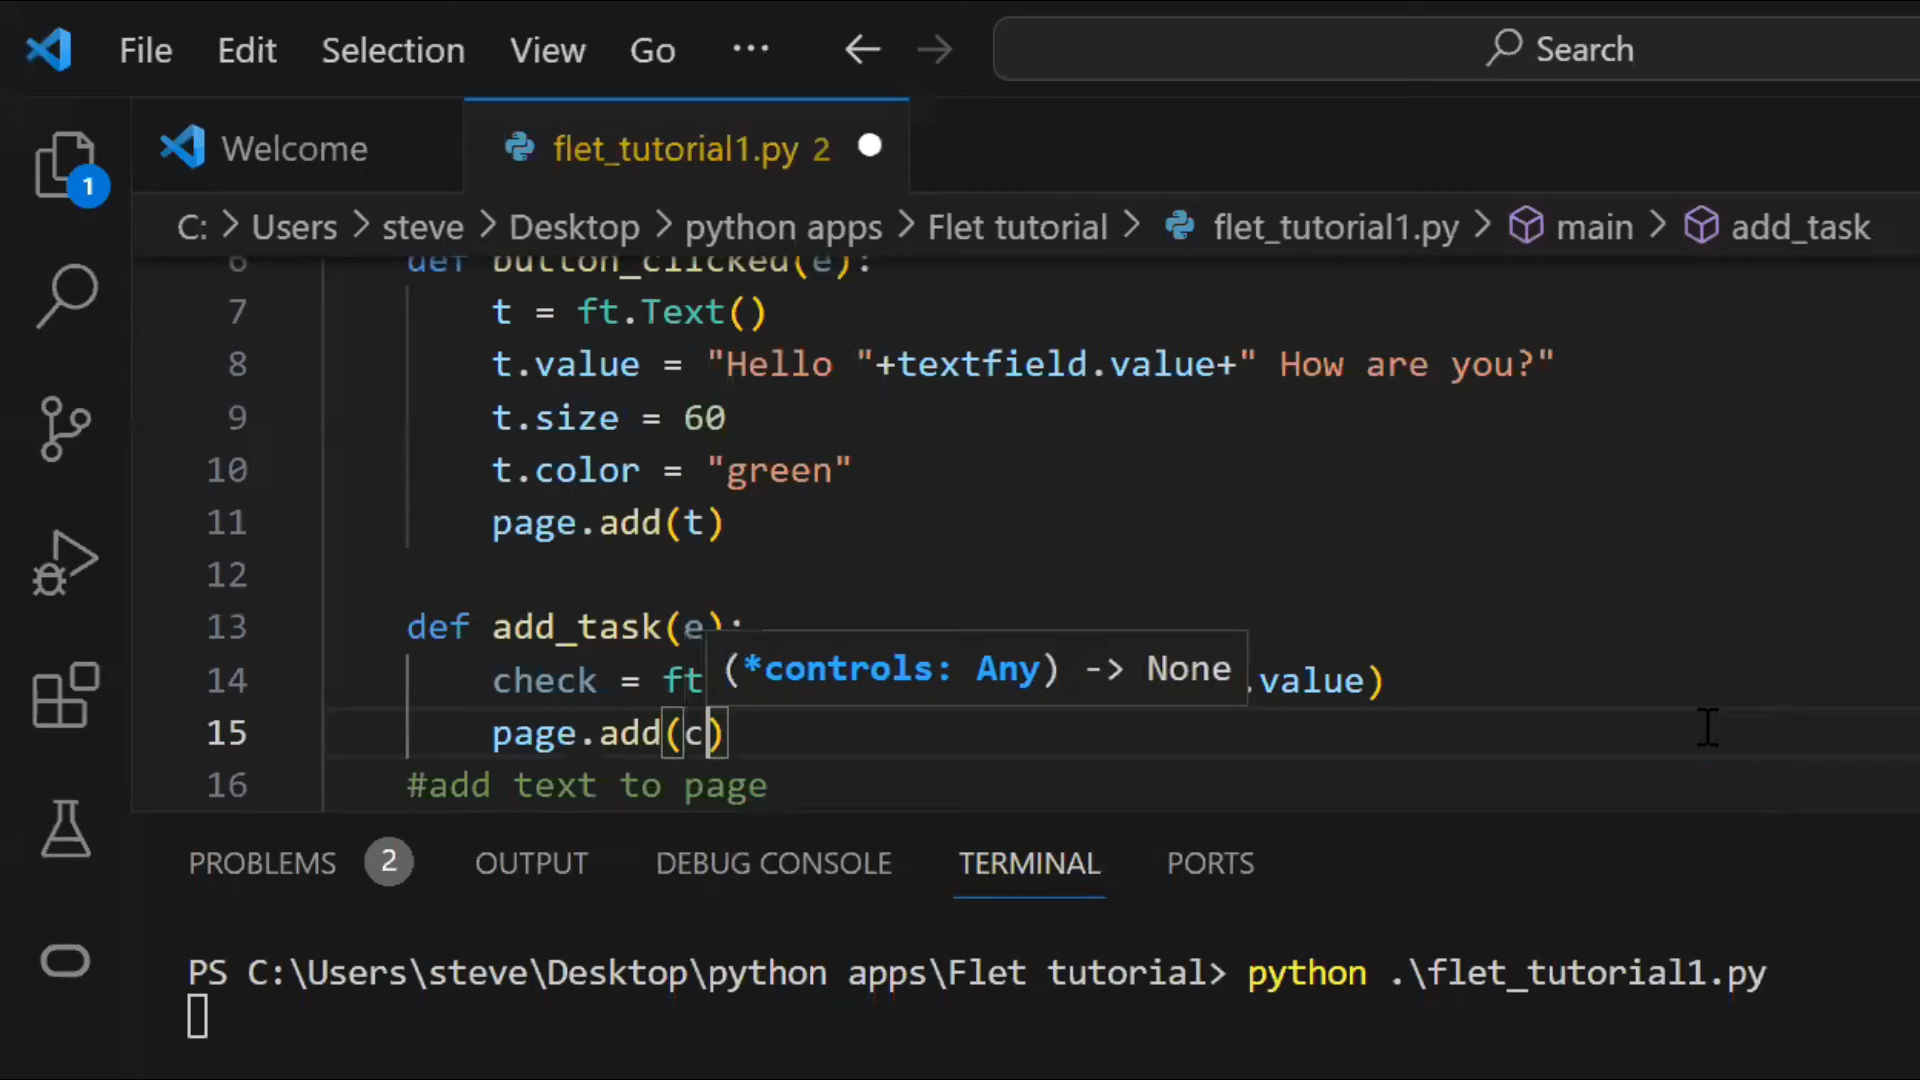 File Edit Selection View Go ··· Search
1
Welcome flet_tutorial1.py 2
C: > Users > steve > Desktop > python apps > Flet tutorial > flet_tutorial1.py > main > add_task
6 def button_clicked(e):
7 t = ft.Text()
8 t.value = "Hello "+textfield.value+" How are you?"
9 t.size = 60
10 t.color = "green"
11 page.add(t)
12
13 def add_task(e):
(*controls: Any) -> None
14 check = ft .value)
15 page.add(c)
16 #add text to page
PROBLEMS 2 OUTPUT DEBUG CONSOLE TERMINAL PORTS
PS C:\Users\steve\Desktop\python apps\Flet tutorial> python .\flet_tutorial1.py